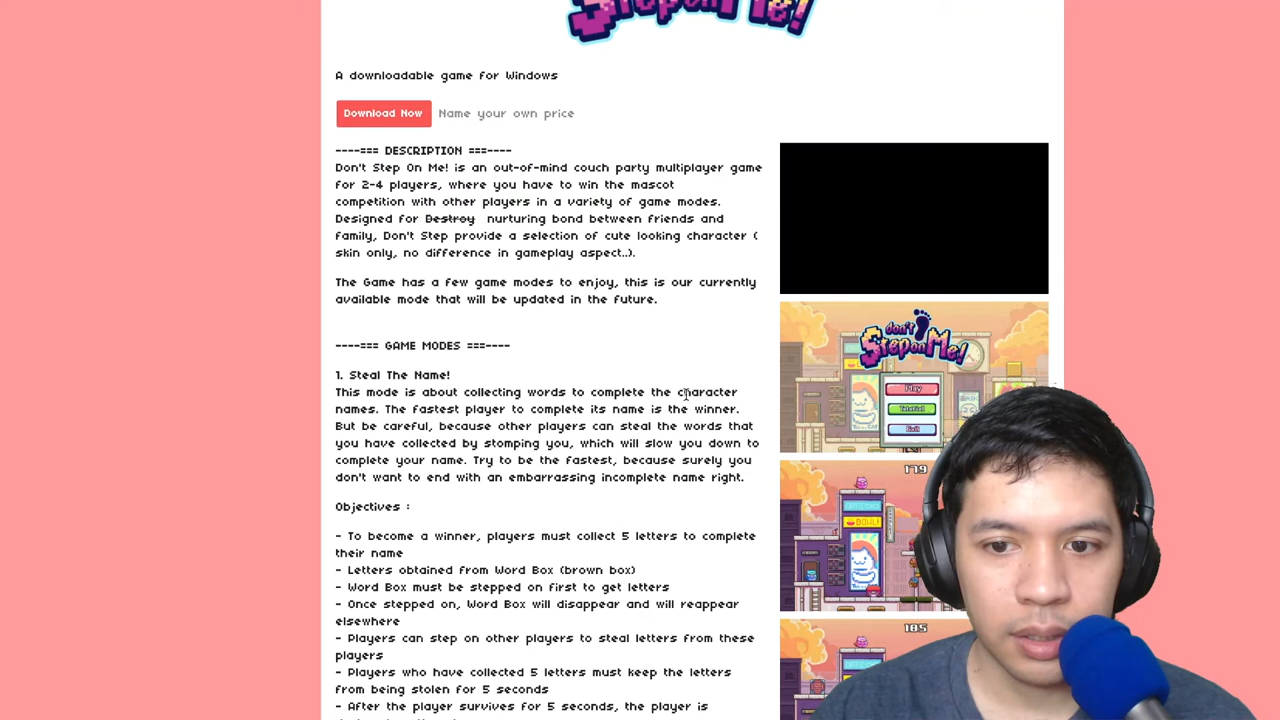 Step on Me!
A downloadable game for Windows
Download Now Name your own price
----=== DESCRIPTION ===----
Don't Step On Me! is an out-of-mind couch party multiplayer game
for 2-4 players, where you have to win the mascot
competition with other players in a variety of game modes.
Designed for Destroy nurturing bond between friends and
family, Don't Step provide a selection of cute looking character (
skin only, no difference in gameplay aspect..).
The Game has a few game modes to enjoy, this is our currently
available mode that will be updated in the future.
----=== GAME MODES ===----
1. Steal The Name!
This mode is about collecting words to complete the character
names. The fastest player to complete its name is the winner.
But be careful, because other players can steal the words that
you have collected by stomping you, which will slow you down to
complete your name. Try to be the fastest, because surely you
don't want to end with an embarrassing incomplete name right.
Objectives :
- To become a winner, players must collect 5 letters to complete
their name
- Letters obtained from Word Box (brown box)
- Word Box must be stepped on first to get letters
- Once stepped on, Word Box will disappear and will reappear
elsewhere
- Players can step on other players to steal letters from these
players
- Players who have collected 5 letters must keep the letters
from being stolen for 5 seconds
- After the player survives for 5 seconds, the player is
don't
Step on Me!
Play
Tutorial
Exit
179
BOWL!
185